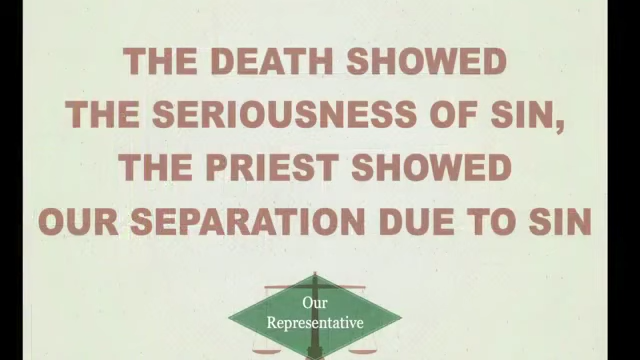 THE DEATH SHOWED
THE SERIOUSNESS OF SIN,
THE PRIEST SHOWED
OUR SEPARATION DUE TO SIN
Our
Representative